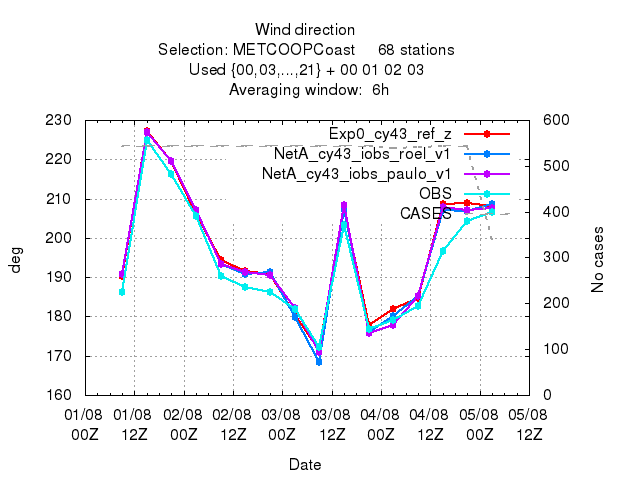 Wind direction
Selection: METCOOPCoast 68 stations
Used {00,03,...,21} + 00 01 02 03
Averaging window: 6h
230
220
210
200
190
180
170
160
deg
600
500
400
300
200
100
0
No cases
Exp0_cy43_ref_z
NetA_cy43_iobs_roel_v1
NetA_cy43_iobs_paulo_v1
OBS
CASES
01/08 01/08 02/08 02/08 03/08 03/08 04/08 04/08 05/08 05/08
00Z 12Z 00Z 12Z 00Z 12Z 00Z 12Z 00Z 12Z
Date